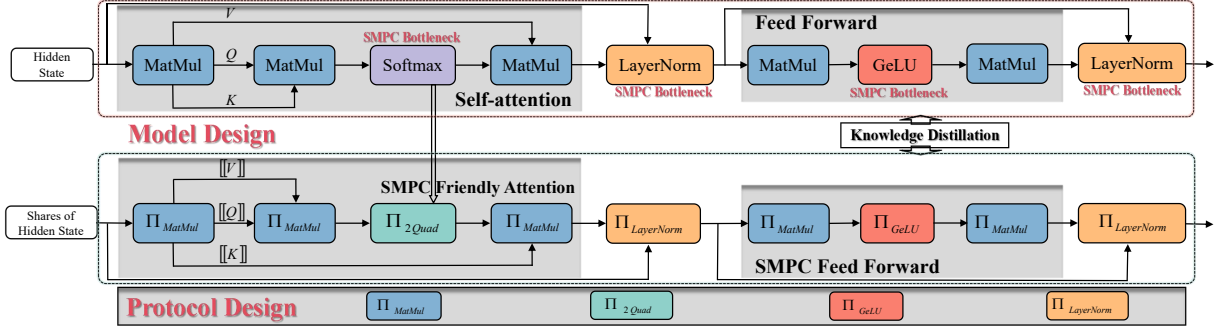 V
Feed Forward
SMPC Bottleneck
Hidden
State
MatMul
Q
MatMul
Softmax
MatMul
LayerNorm
MatMul
GeLU
MatMul
LayerNorm
K
Self-attention
SMPC Bottleneck
SMPC Bottleneck
SMPC Bottleneck
Model Design
Knowledge Distillation
[[V]]
SMPC Friendly Attention
Shares of
Hidden State
Π MatMul
[[Q]]
Π MatMul
Π 2Quad
Π MatMul
Π LayerNorm
Π MatMul
Π GeLU
Π MatMul
Π LayerNorm
[[K]]
SMPC Feed Forward
Protocol Design
Π MatMul
Π 2Quad
Π GeLU
Π LayerNorm